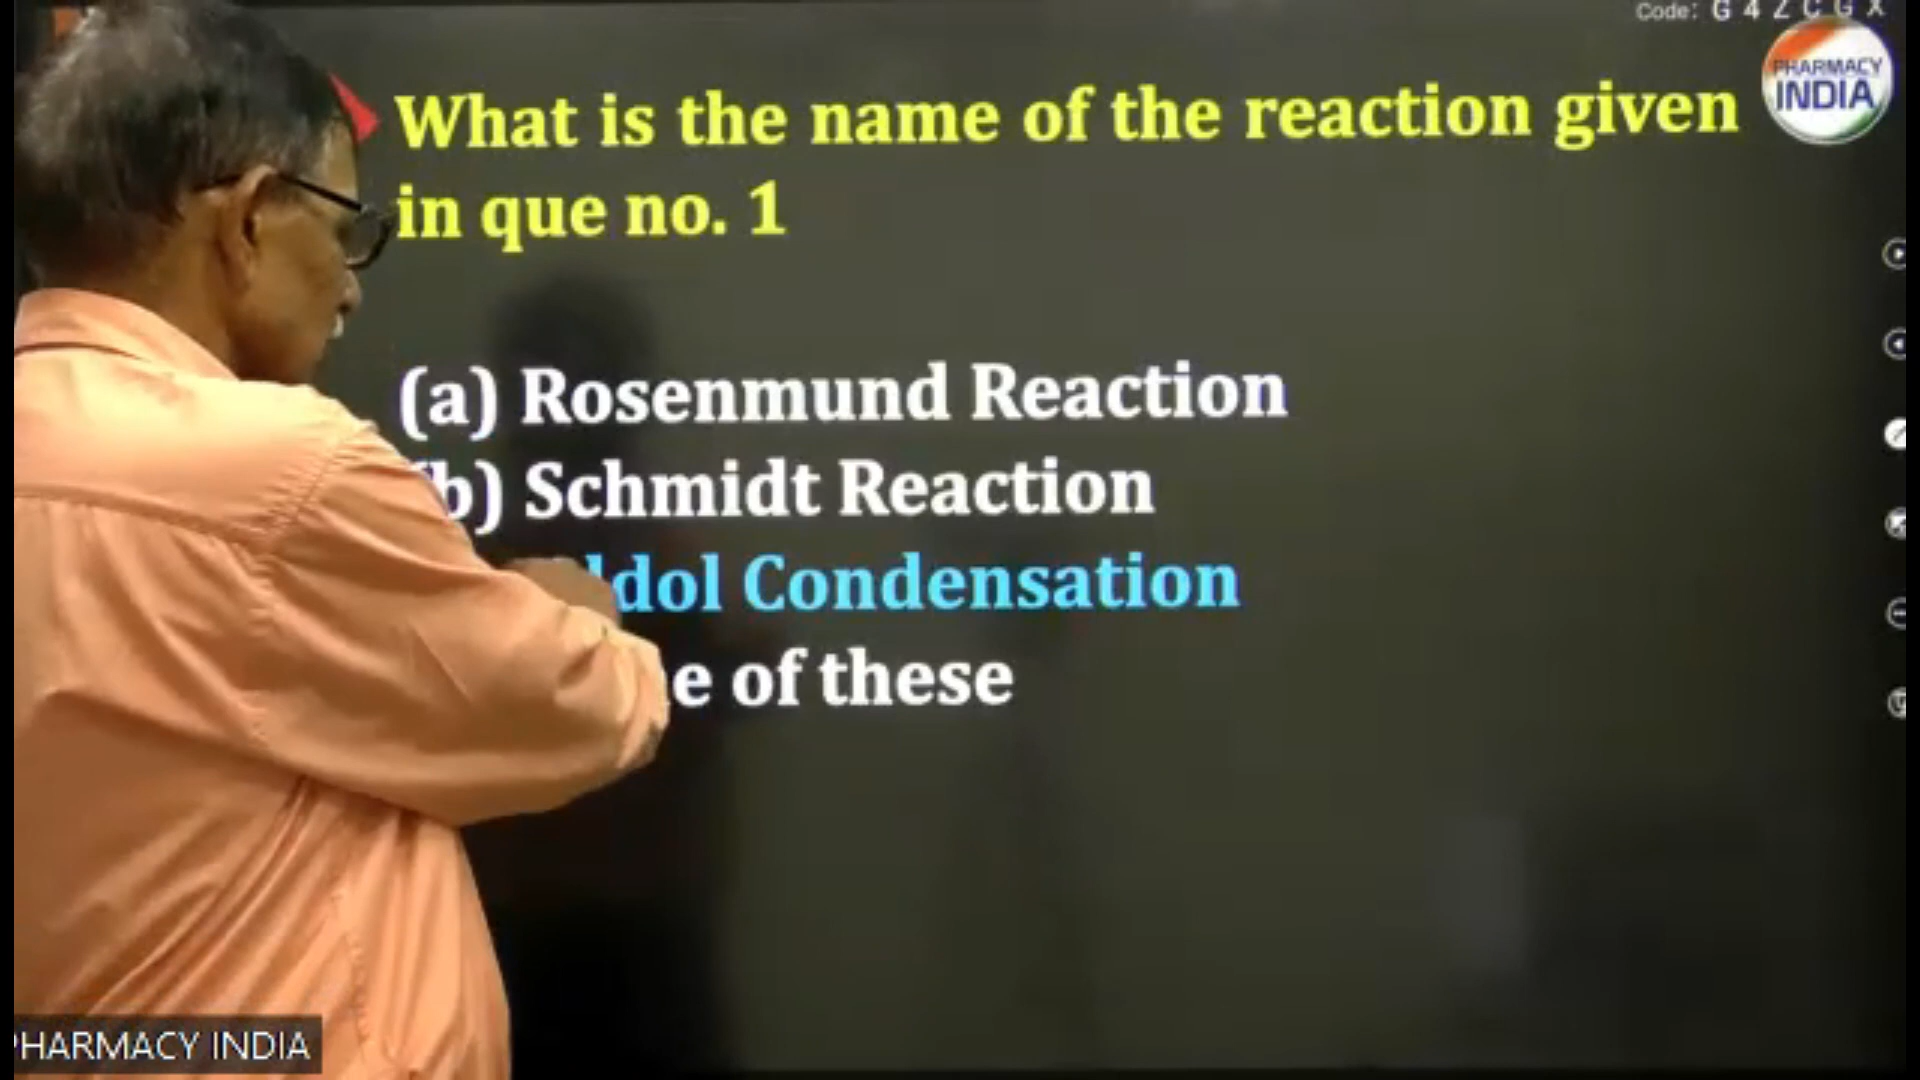 Code: G 4 Z C G X
PHARMACY
INDIA
What is the name of the reaction given
in que no. 1
(a) Rosenmund Reaction
b) Schmidt Reaction
Condensation
of these
PHARMACY INDIA